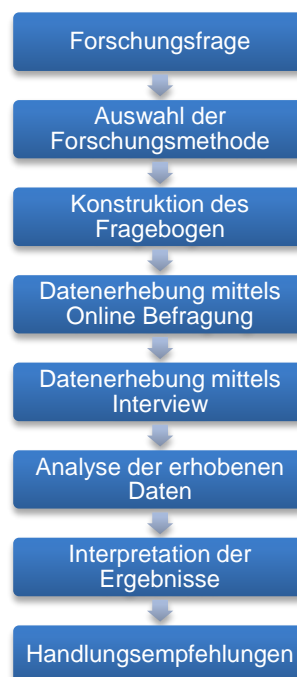 Forschungsfrage
Auswahl der
Forschungsmethode
Konstruktion des
Fragebogen
Datenerhebung mittels
Online Befragung
Datenerhebung mittels
Interview
Analyse der erhobenen
Daten
Interpretation der
Ergebnisse
Handlungsempfehlungen